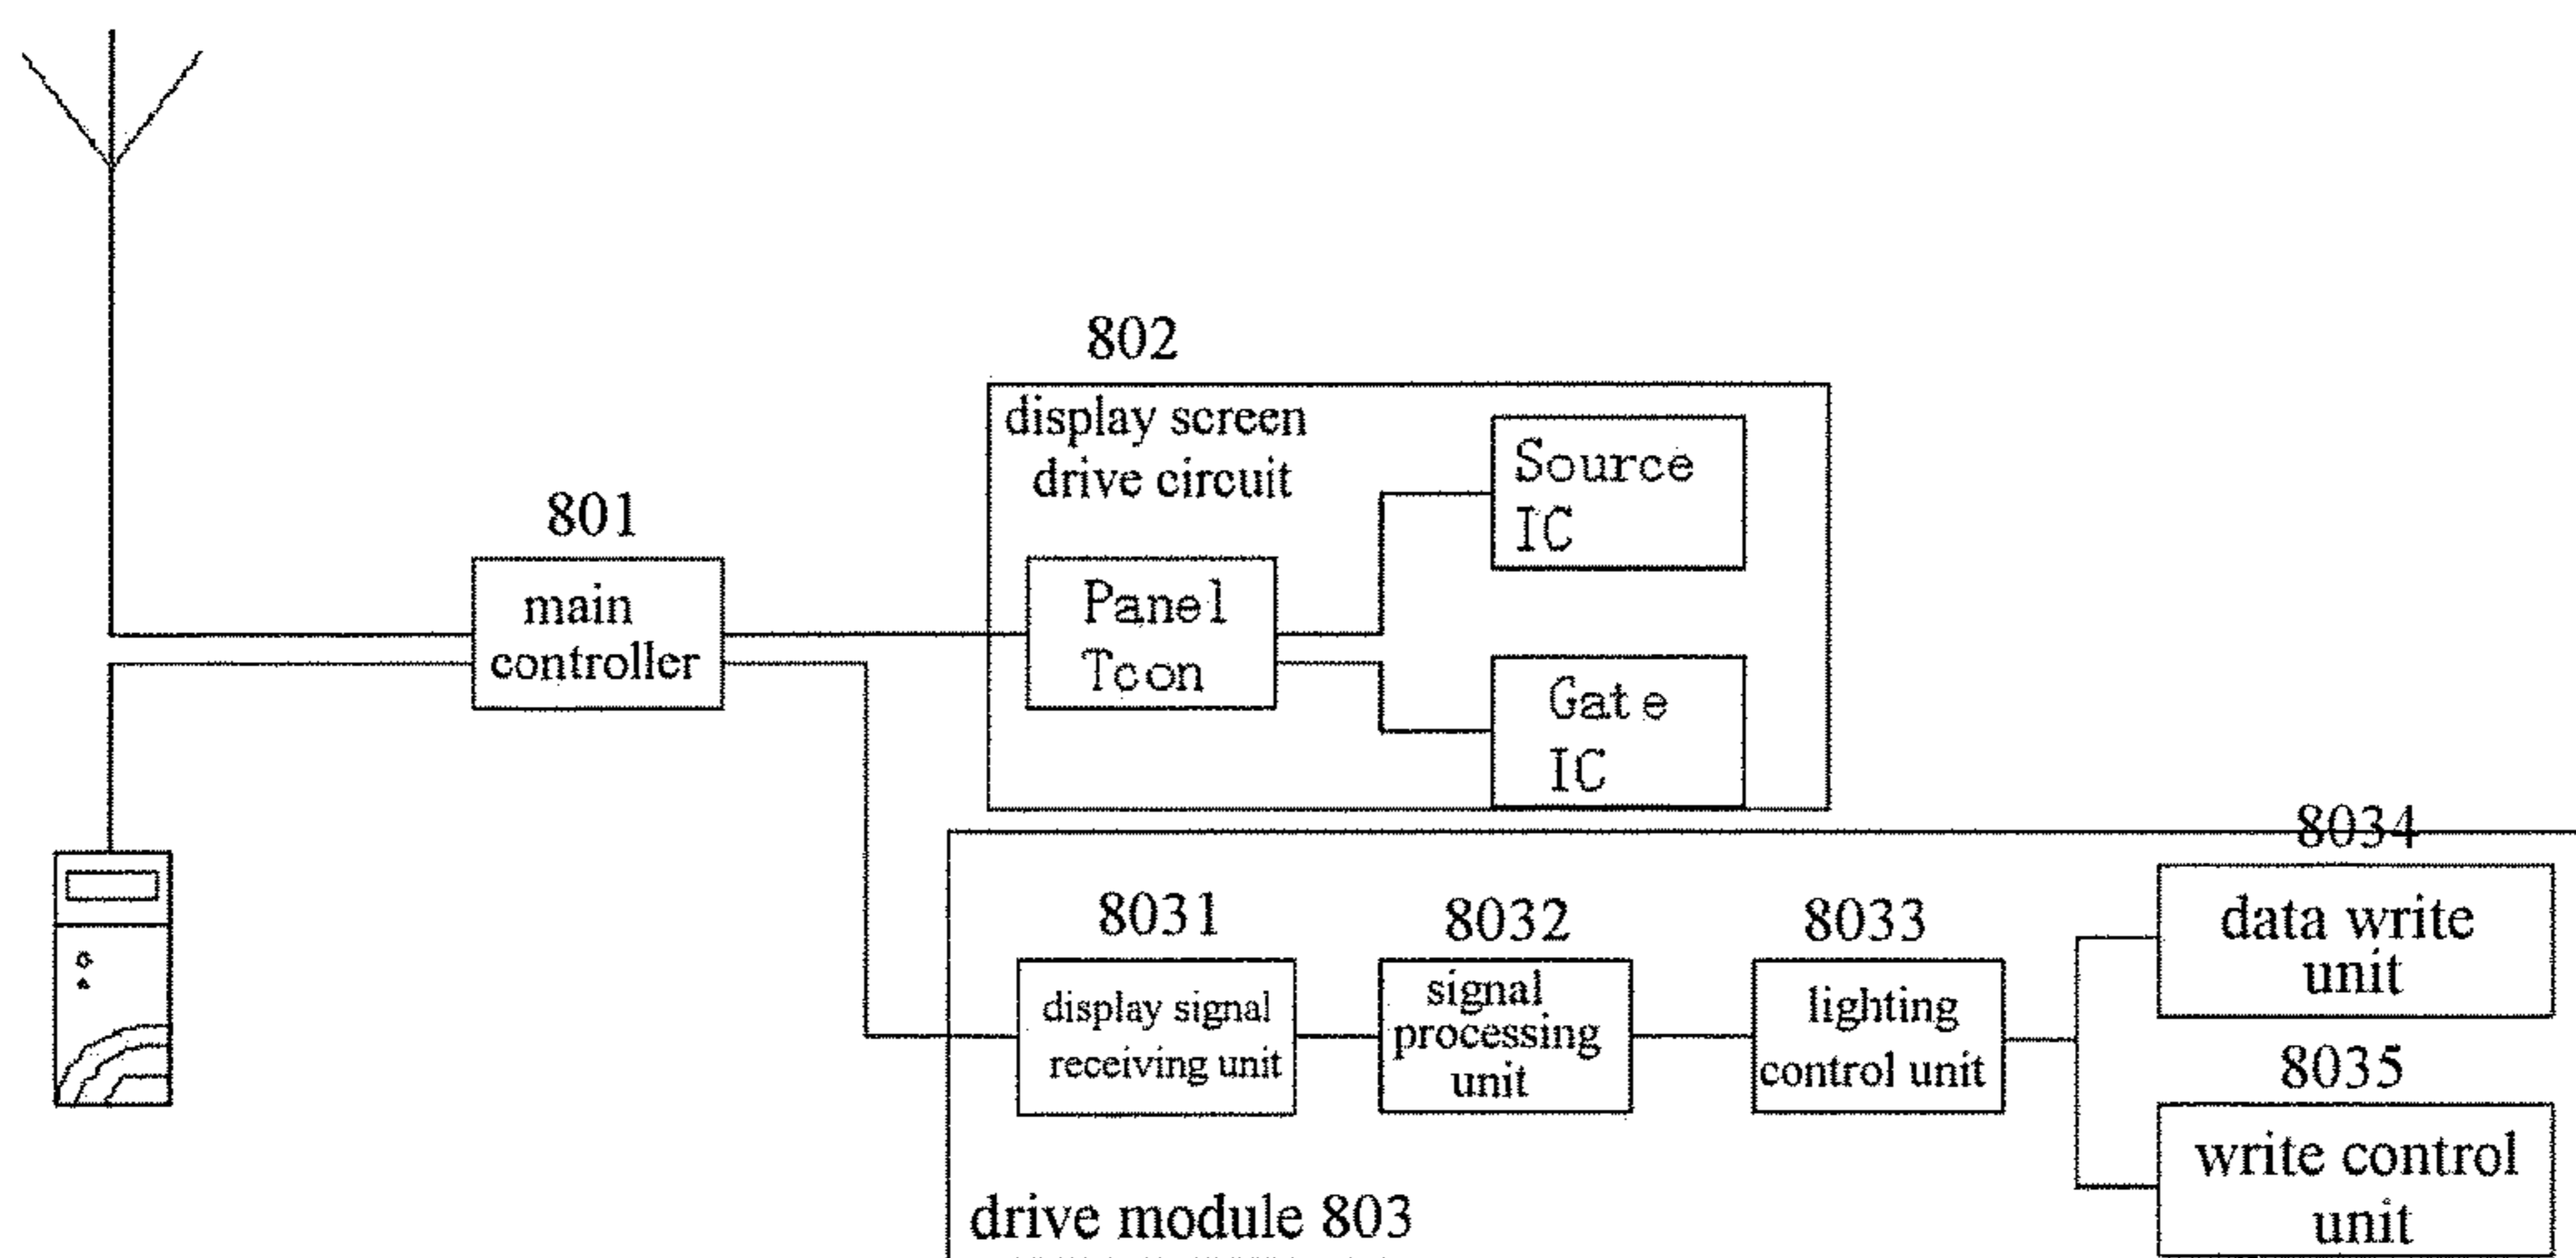 802
display screen
drive circuit
Source
IC
801
main
controller
Panel
Tcon
Gate
IC
8034
data write
unit
8031
display signal
receiving unit
8032
signal
processing
unit
8033
lighting
control unit
8035
write control
unit
drive module 803